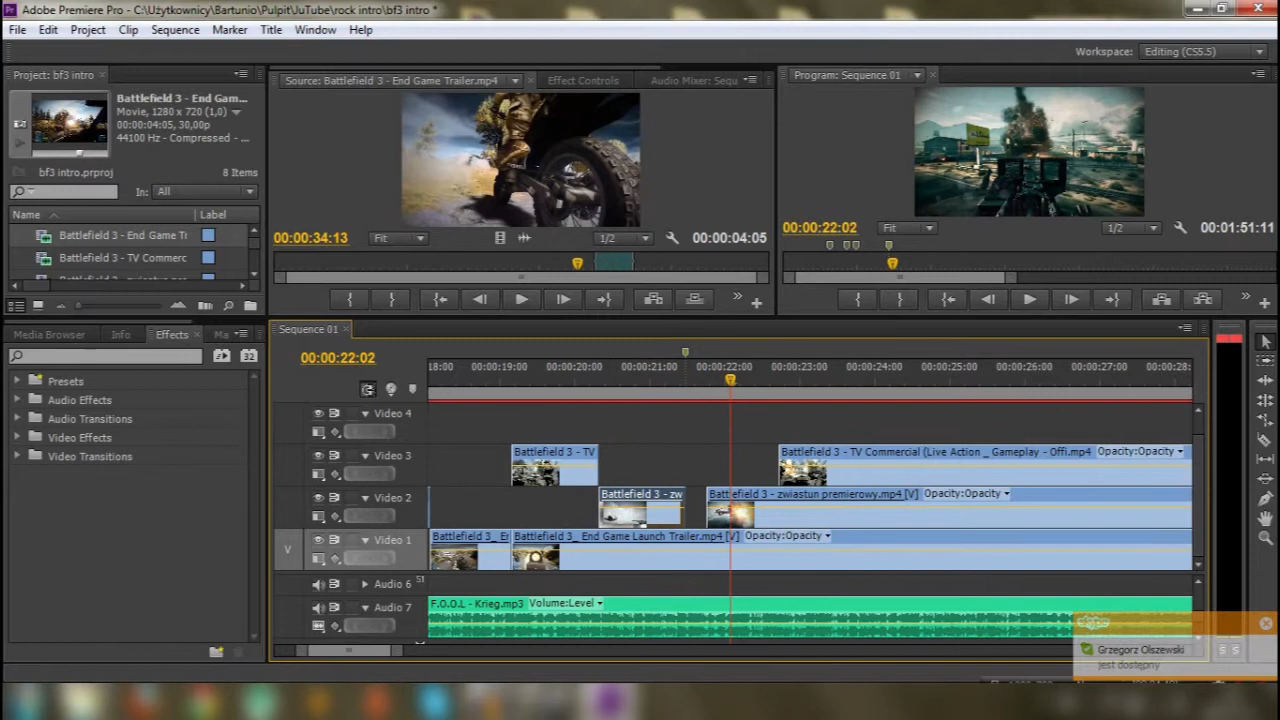 Adobe Premiere Pro - C:\Użytkownicy\Bartunio\Pulpit\JuTube\rock intro\bf3 intro *
File Edit Project Clip Sequence Marker Title Window Help
Workspace: Editing (CS5.5)
Project: bf3 intro
Battlefield 3 - End Gam...
Movie, 1280 x 720 (1,0)
00:00:04:05, 30,00p
44100 Hz - Compressed - ...
bf3 intro.prproj 8 Items
In: All
Name Label
Battlefield 3 - End Game Tr
Battlefield 3 - TV Commerc
Source: Battlefield 3 - End Game Trailer.mp4 Effect Controls Audio Mixer: Sequ
00:00:34:13 Fit 1/2 00:00:04:05
Program: Sequence 01
00:00:22:02 Fit 1/2 00:01:51:11
Media Browser Info Effects Ma
32
Presets
Audio Effects
Audio Transitions
Video Effects
Video Transitions
Sequence 01
00:00:22:02
18:00 00:00:19:00 00:00:20:00 00:00:21:00 00:00:22:00 00:00:23:00 00:00:24:00 00:00:25:00 00:00:26:00 00:00:27:00 00:00:28:
Video 4
Video 3 Battlefield 3 - TV Battlefield 3 - TV Commercial (Live Action _ Gameplay - Offi.mp4 Opacity:Opacity
Video 2 Battlefield 3 - zw Battlefield 3 - zwiastun premierowy.mp4 [V] Opacity:Opacity
V Video 1 Battlefield 3_ Er Battlefield 3_ End Game Launch Trailer.mp4 [V] Opacity:Opacity
Audio 6 51
Audio 7 F.O.O.L - Krieg.mp3 Volume:Level
skype
Grzegorz Olszewski
jest dostępny
S S